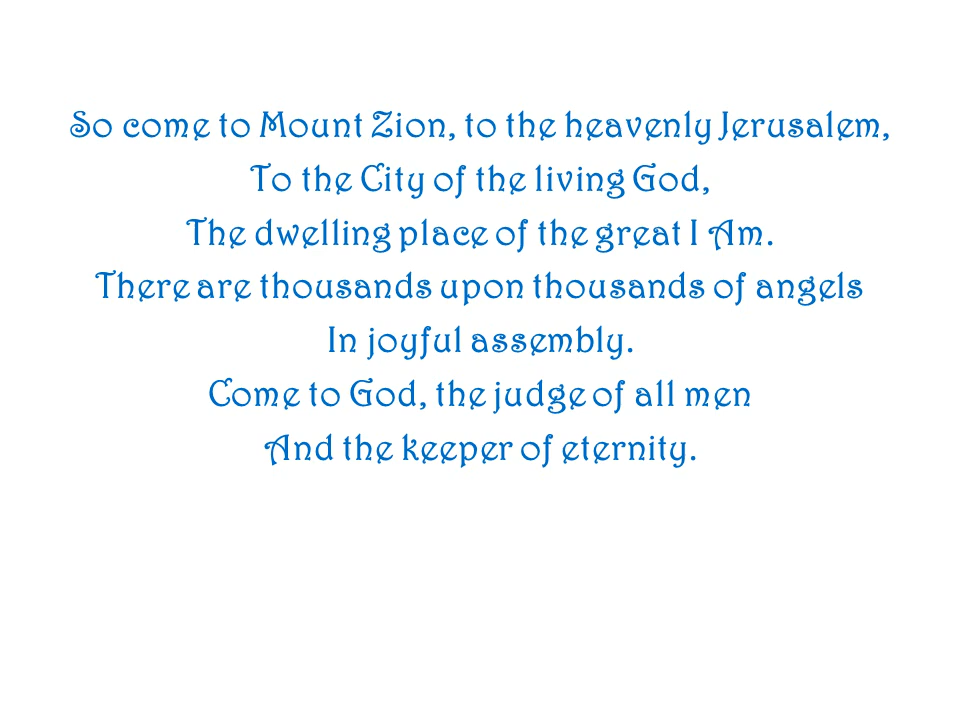 So come to Mount Zion, to the heavenly Jerusalem,
To the City of the living God,
The dwelling place of the great I Am.
There are thousands upon thousands of angels
In joyful assembly.
Come to God, the judge of all men
And the keeper of eternity.